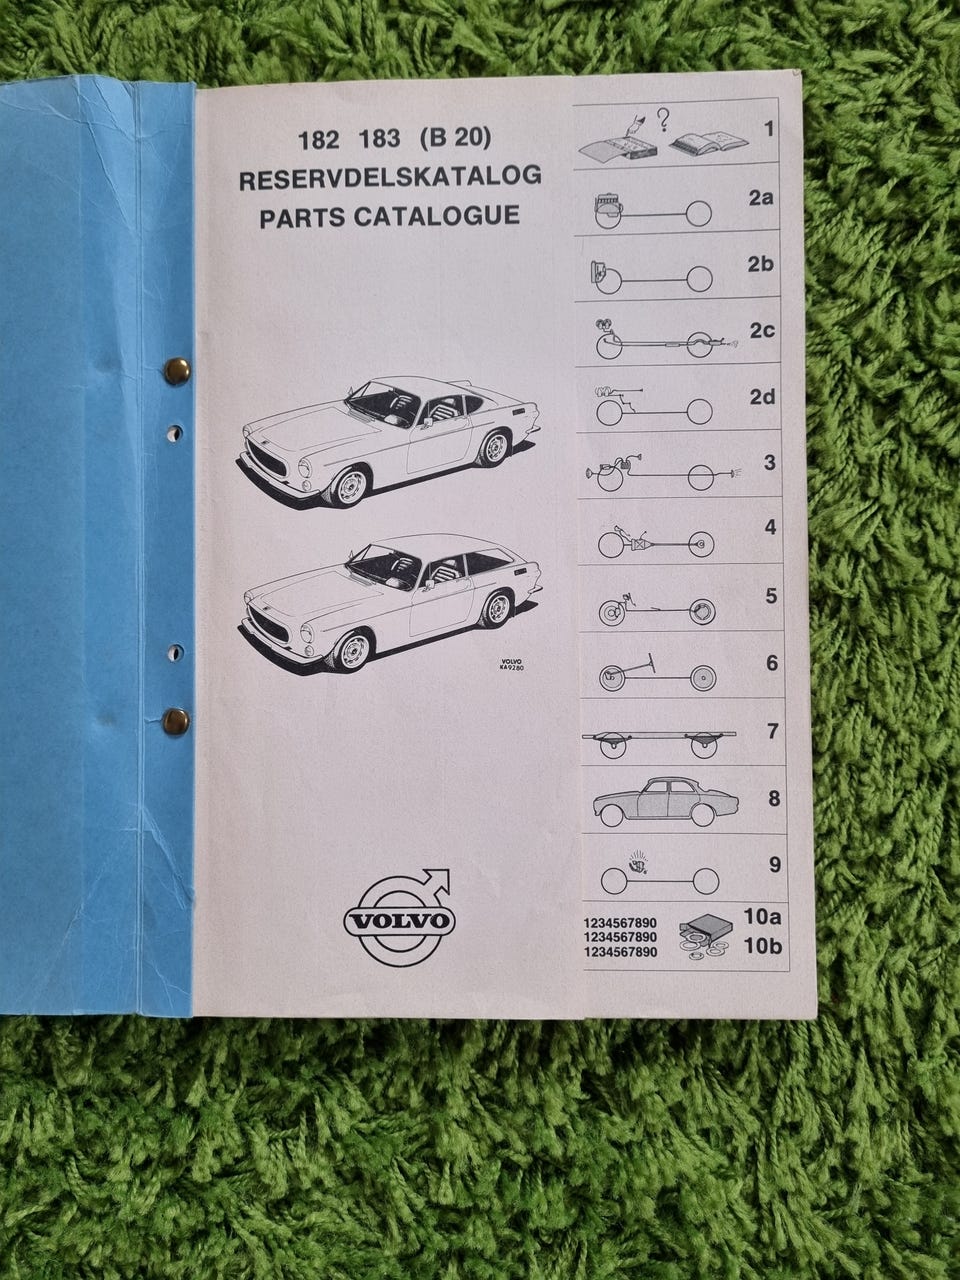 182 183 (B 20)
RESERVDELSKATALOG
PARTS CATALOGUE
VOLVO
KA9280
VOLVO
?
1
2a
2b
2c
2d
3
4
5
6
7
8
9
1234567890
1234567890
1234567890
10a
10b